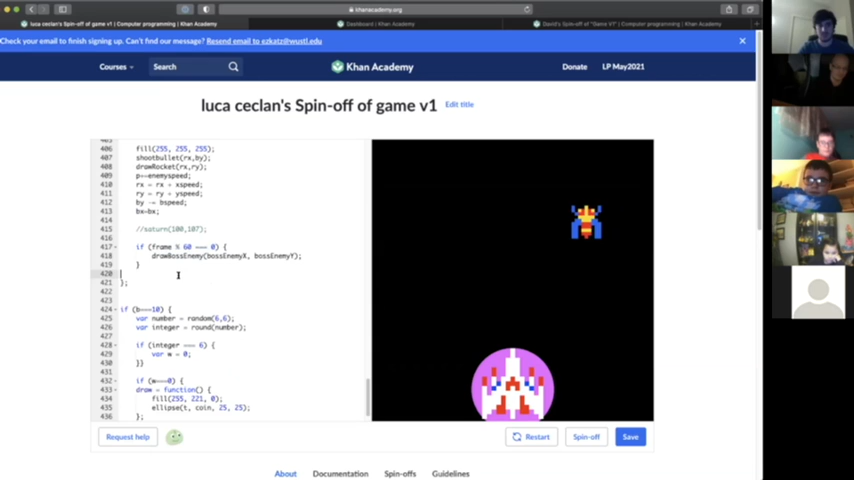 khanacademy.org
luca ceclan's Spin-off of game v1 | Computer programming | Khan Academy
Dashboard | Khan Academy
David's Spin-off of "Game V1" | Computer programming | Khan Academy
Check your email to finish signing up. Can't find our message? Resend email to ezkatz@wustl.edu
Courses
Search
Khan Academy
Donate
LP May2021
luca ceclan's Spin-off of game v1
Edit title
406 fill(255, 255, 255);
407 shootbullet(rx,by);
408 drawRocket(rx,ry);
409 p+=enemyspeed;
410 rx = rx + xspeed;
411 ry = ry + yspeed;
412 by -= bspeed;
413 bx=bx;
414
415 //saturn(100,107);
416
417 if (frame % 60 === 0) {
418 drawBossEnemy(bossEnemyX, bossEnemyY);
419 }
420
421 };
422
423
424 if (b===10) {
425 var number = random(6,6);
426 var integer = round(number);
427
428 if (integer === 6) {
429 var w = 0;
430 }}
431
432 if (w===0) {
433 draw = function() {
434 fill(255, 221, 0);
435 ellipse(t, coin, 25, 25);
436 };
Request help
Restart
Spin-off
Save
About
Documentation
Spin-offs
Guidelines